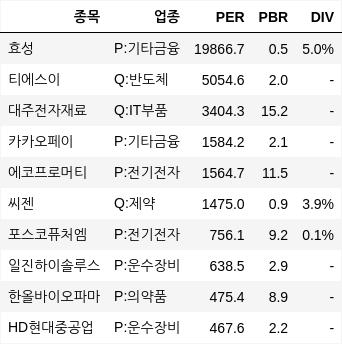 종목 업종 PER PBR DIV
효성 P:기타금융 19866.7 0.5 5.0%
티에스이 Q:반도체 5054.6 2.0 -
대주전자재료 Q:IT부품 3404.3 15.2 -
카카오페이 P:기타금융 1584.2 2.1 -
에코프로머티 P:전기전자 1564.7 11.5 -
씨젠 Q:제약 1475.0 0.9 3.9%
포스코퓨처엠 P:전기전자 756.1 9.2 0.1%
일진하이솔루스 P:운수장비 638.5 2.9 -
한올바이오파마 P:의약품 475.4 8.9 -
HD현대중공업 P:운수장비 467.6 2.2 -